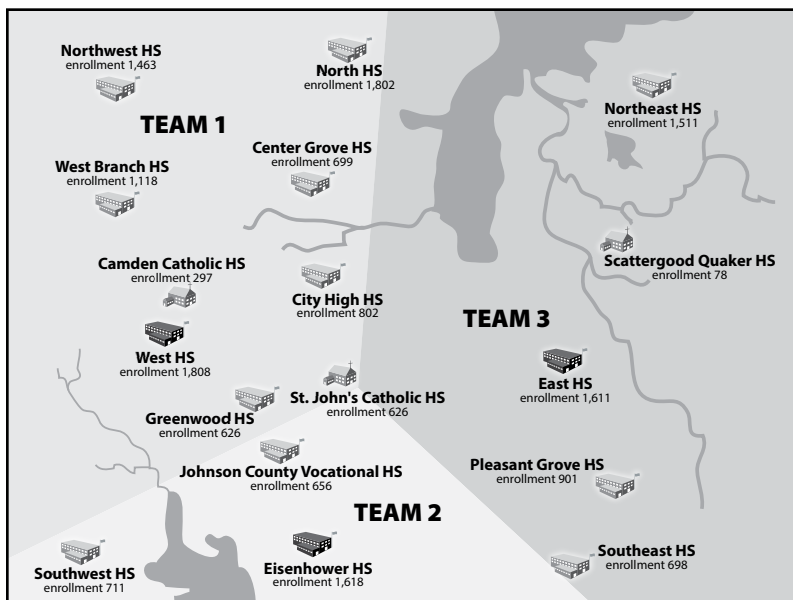 Northwest HS
enrollment 1,463
North HS
enrollment 1,802
Northeast HS
enrollment 1,511
TEAM 1
Center Grove HS
enrollment 699
West Branch HS
enrollment 1,118
Camden Catholic HS
enrollment 297
Scattergood Quaker HS
enrollment 78
City High HS
enrollment 802
TEAM 3
West HS
enrollment 1,808
East HS
enrollment 1,611
St. John's Catholic HS
enrollment 626
Greenwood HS
enrollment 626
Johnson County Vocational HS
enrollment 656
Pleasant Grove HS
enrollment 901
TEAM 2
Southeast HS
enrollment 698
Southwest HS
enrollment 711
Eisenhower HS
enrollment 1,618